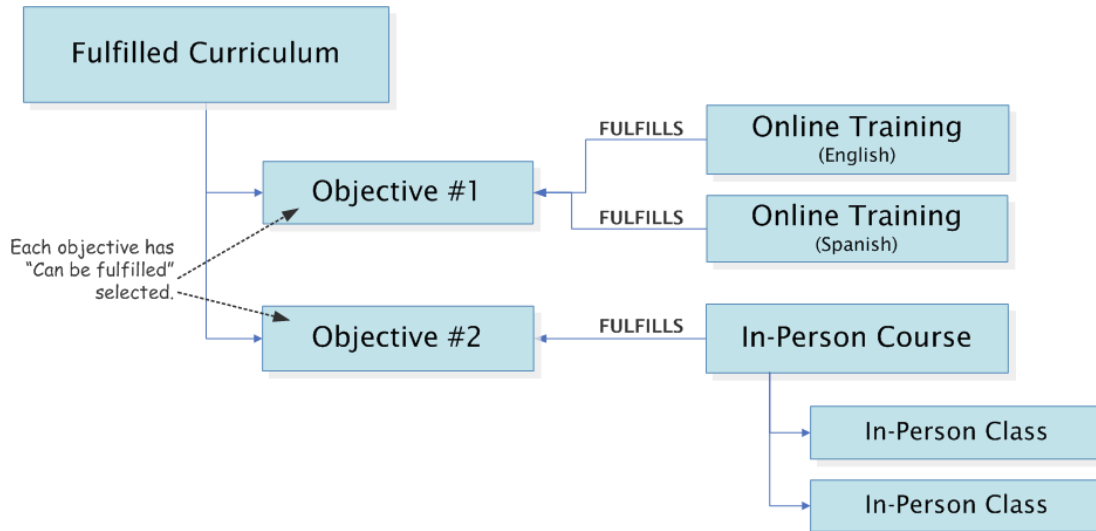 Fulfilled Curriculum
FULFILLS
Online Training
(English)
Objective #1
FULFILLS
Online Training
(Spanish)
Each objective has
“Can be fulfilled”
selected.
Objective #2
FULFILLS
In-Person Course
In-Person Class
In-Person Class